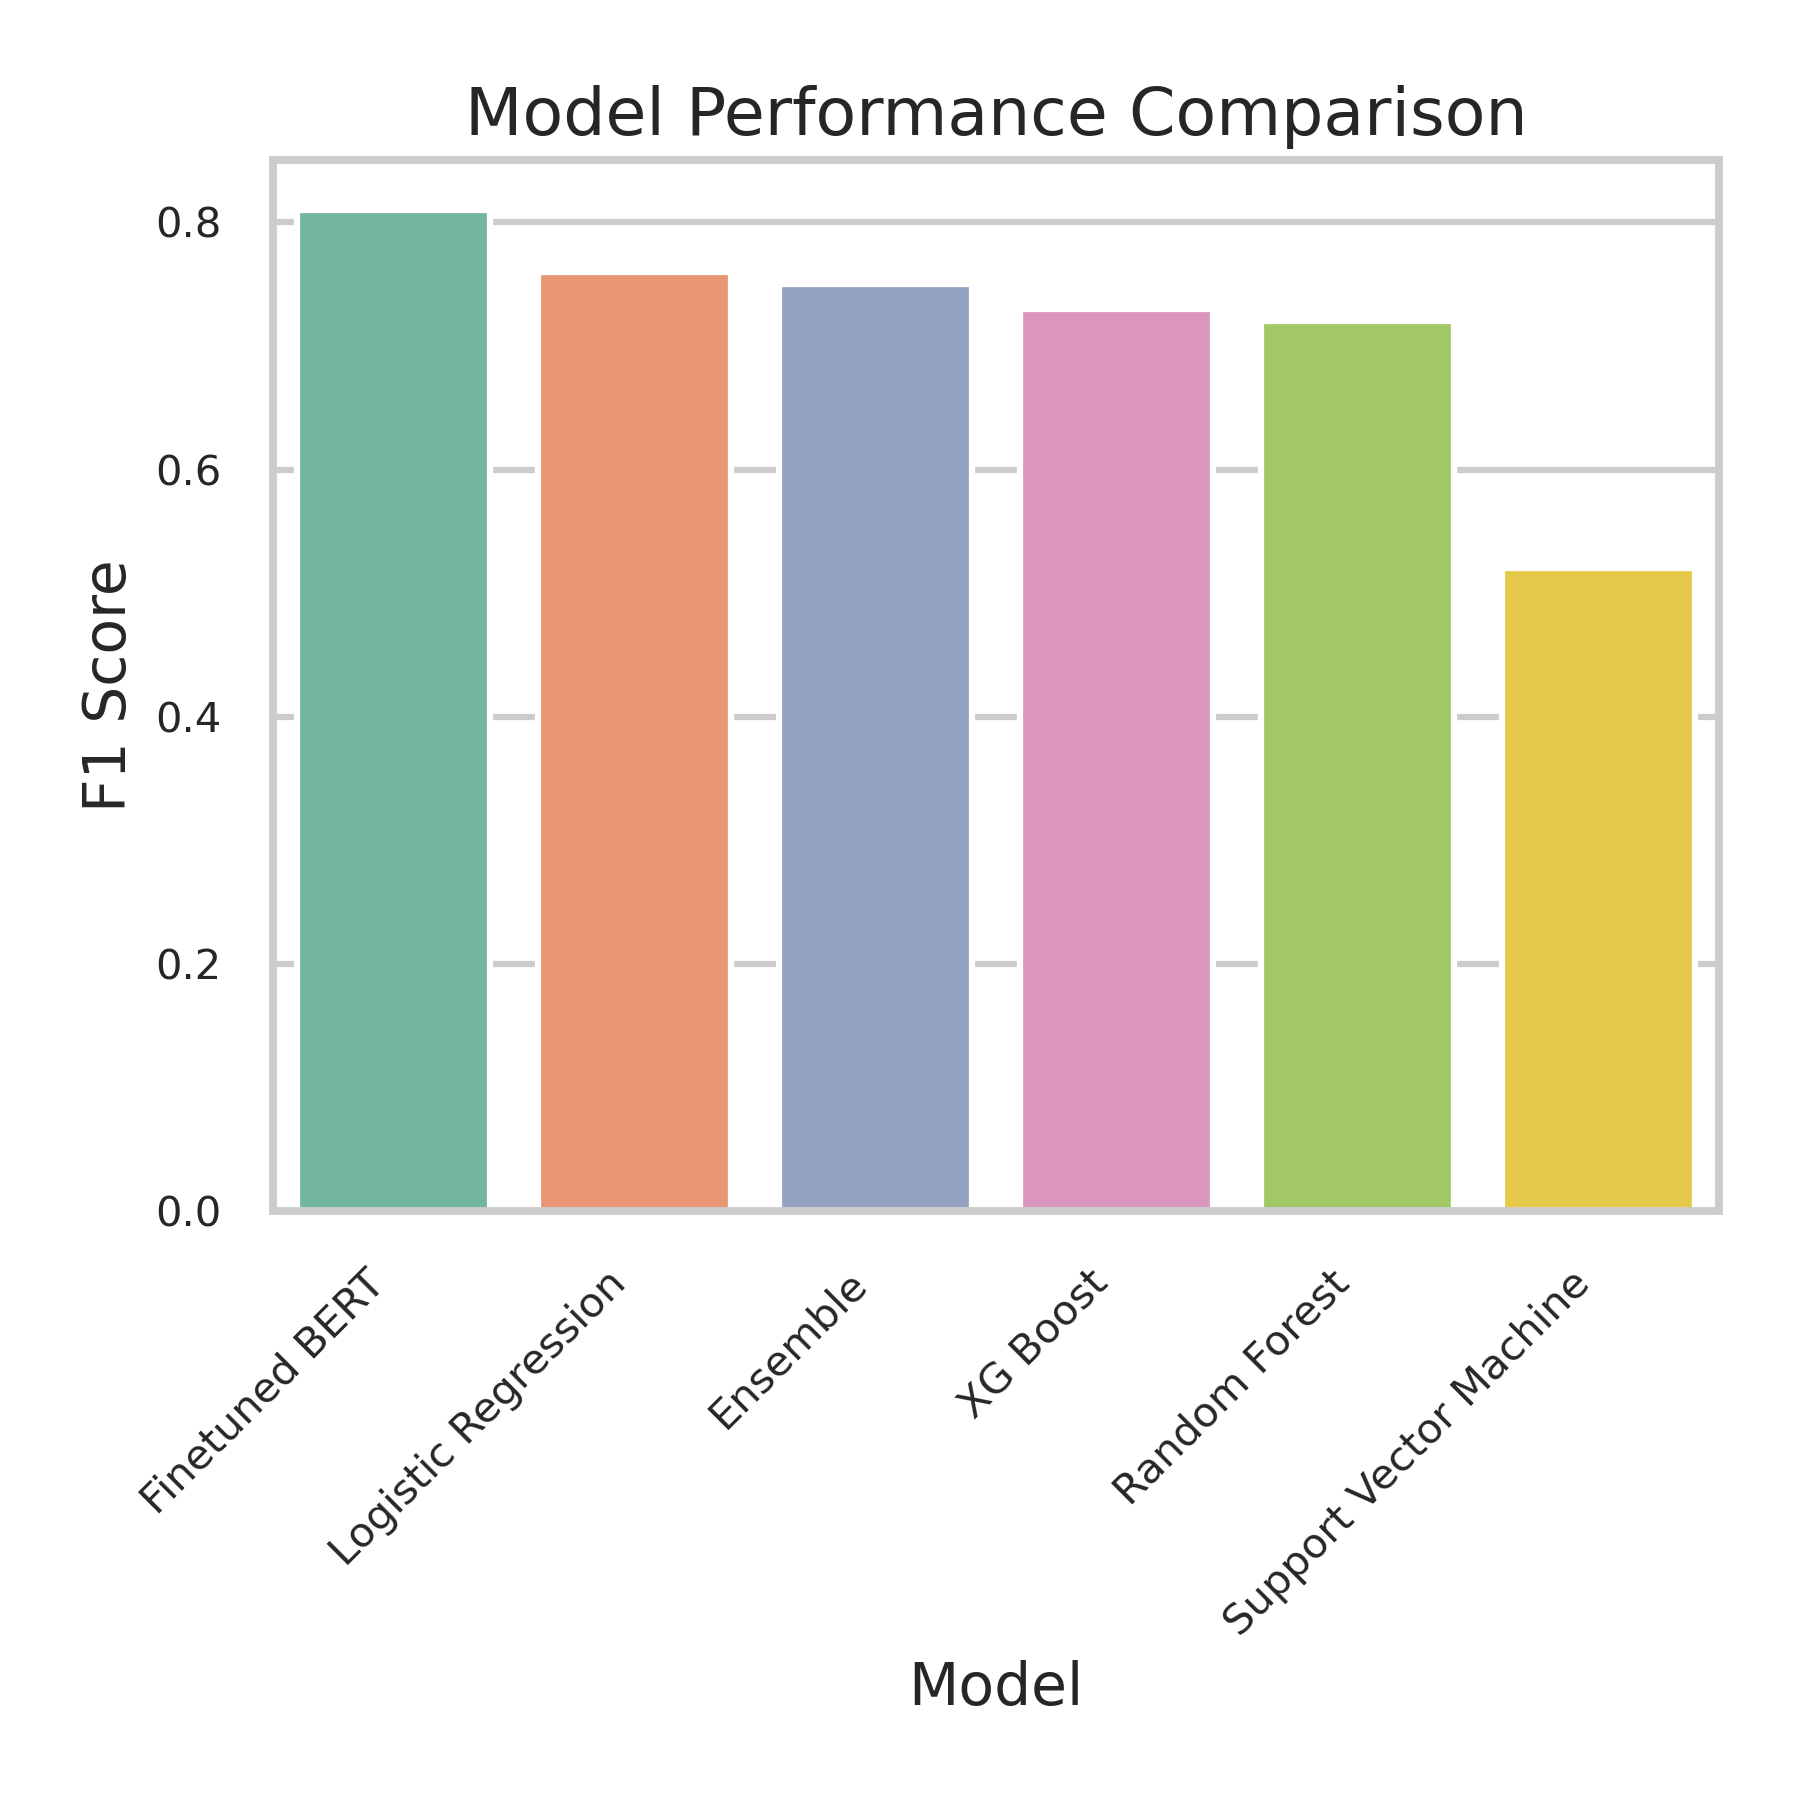 Model Performance Comparison
F1 Score
0.8
0.6
0.4
0.2
0.0
Finetuned BERT
Logistic Regression
Ensemble
XG Boost
Random Forest
Support Vector Machine
Model